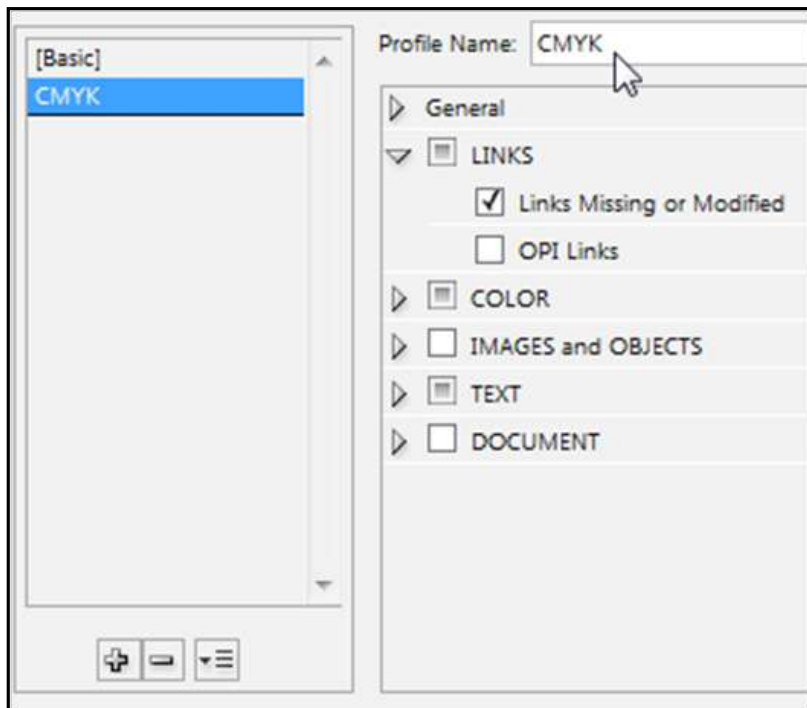 [Basic]
CMYK
Profile Name: CMYK
General
LINKS
Links Missing or Modified
OPI Links
COLOR
IMAGES and OBJECTS
TEXT
DOCUMENT